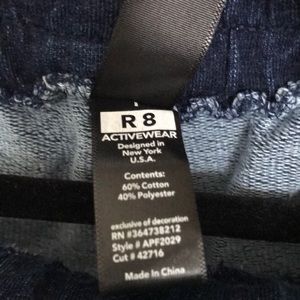 R 8
ACTIVEWEAR
Designed in
New York
U.S.A.
Contents:
60% Cotton
40% Polyester
exclusive of decoration
RN #364738212
Style # APF2029
Cut # 42716
Made In China